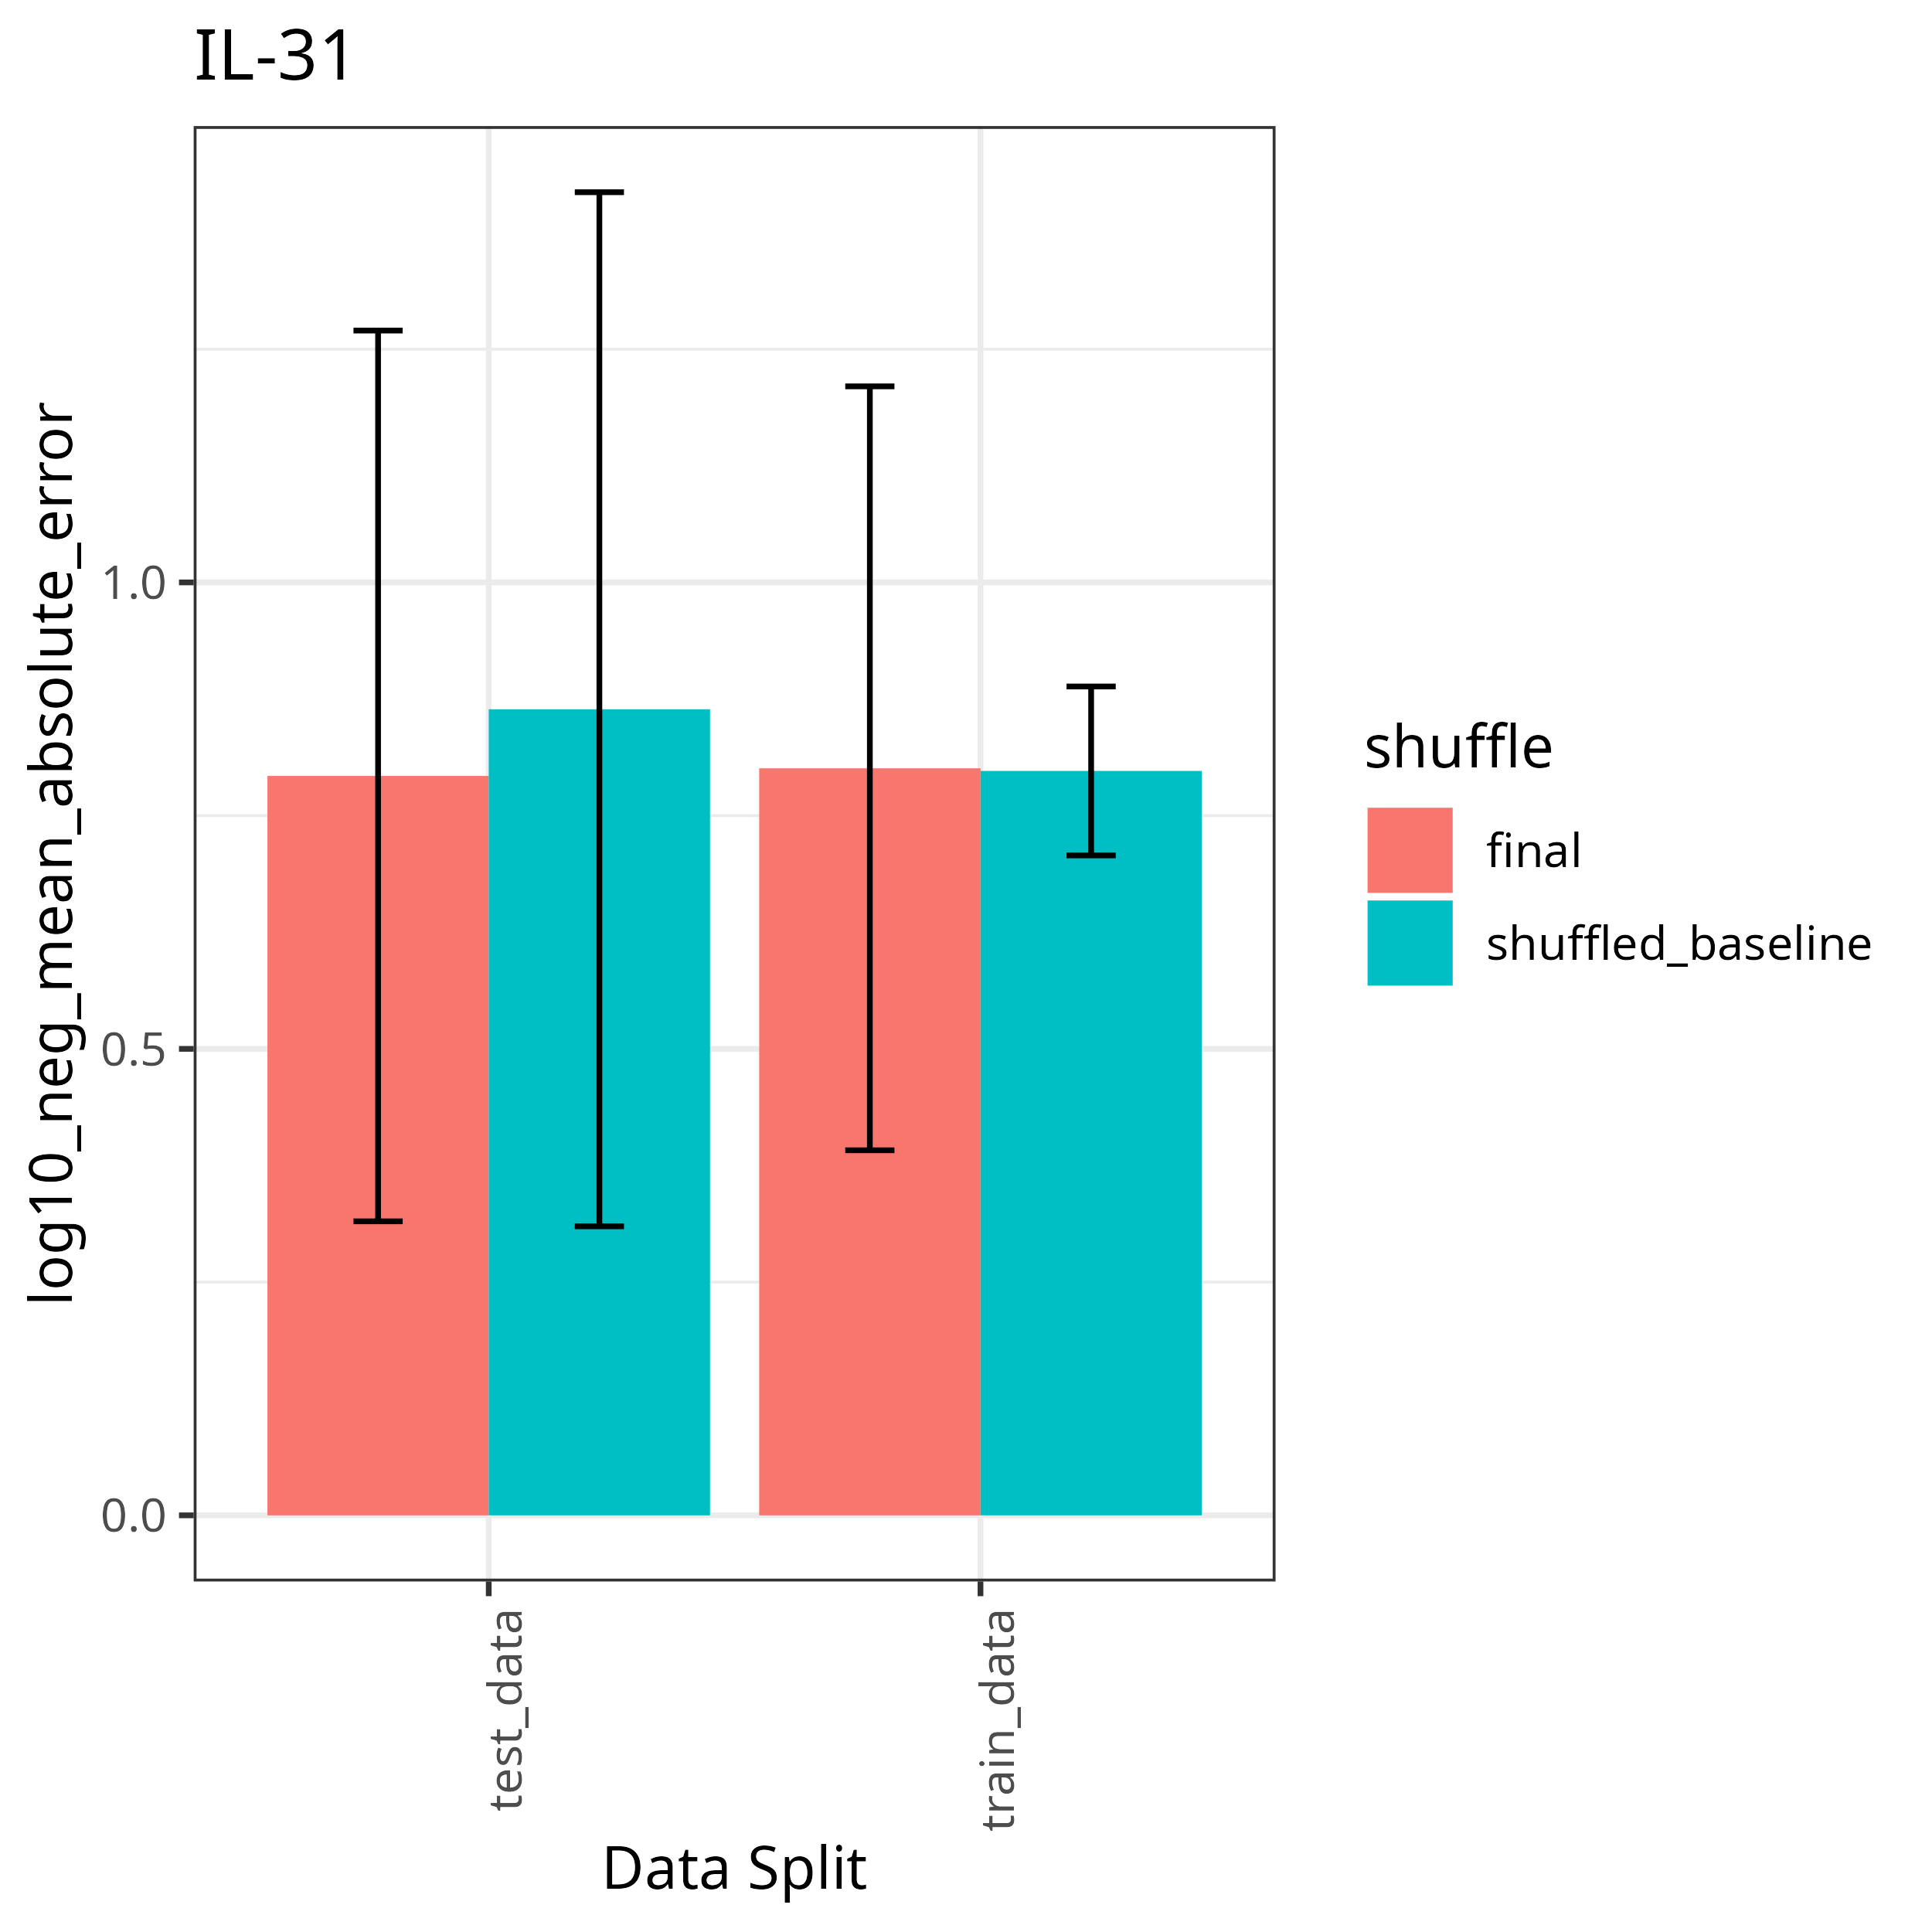 IL-31
log10_neg_mean_absolute_error
1.0
0.5
0.0
test_data
train_data
Data Split
shuffle
final
shuffled_baseline